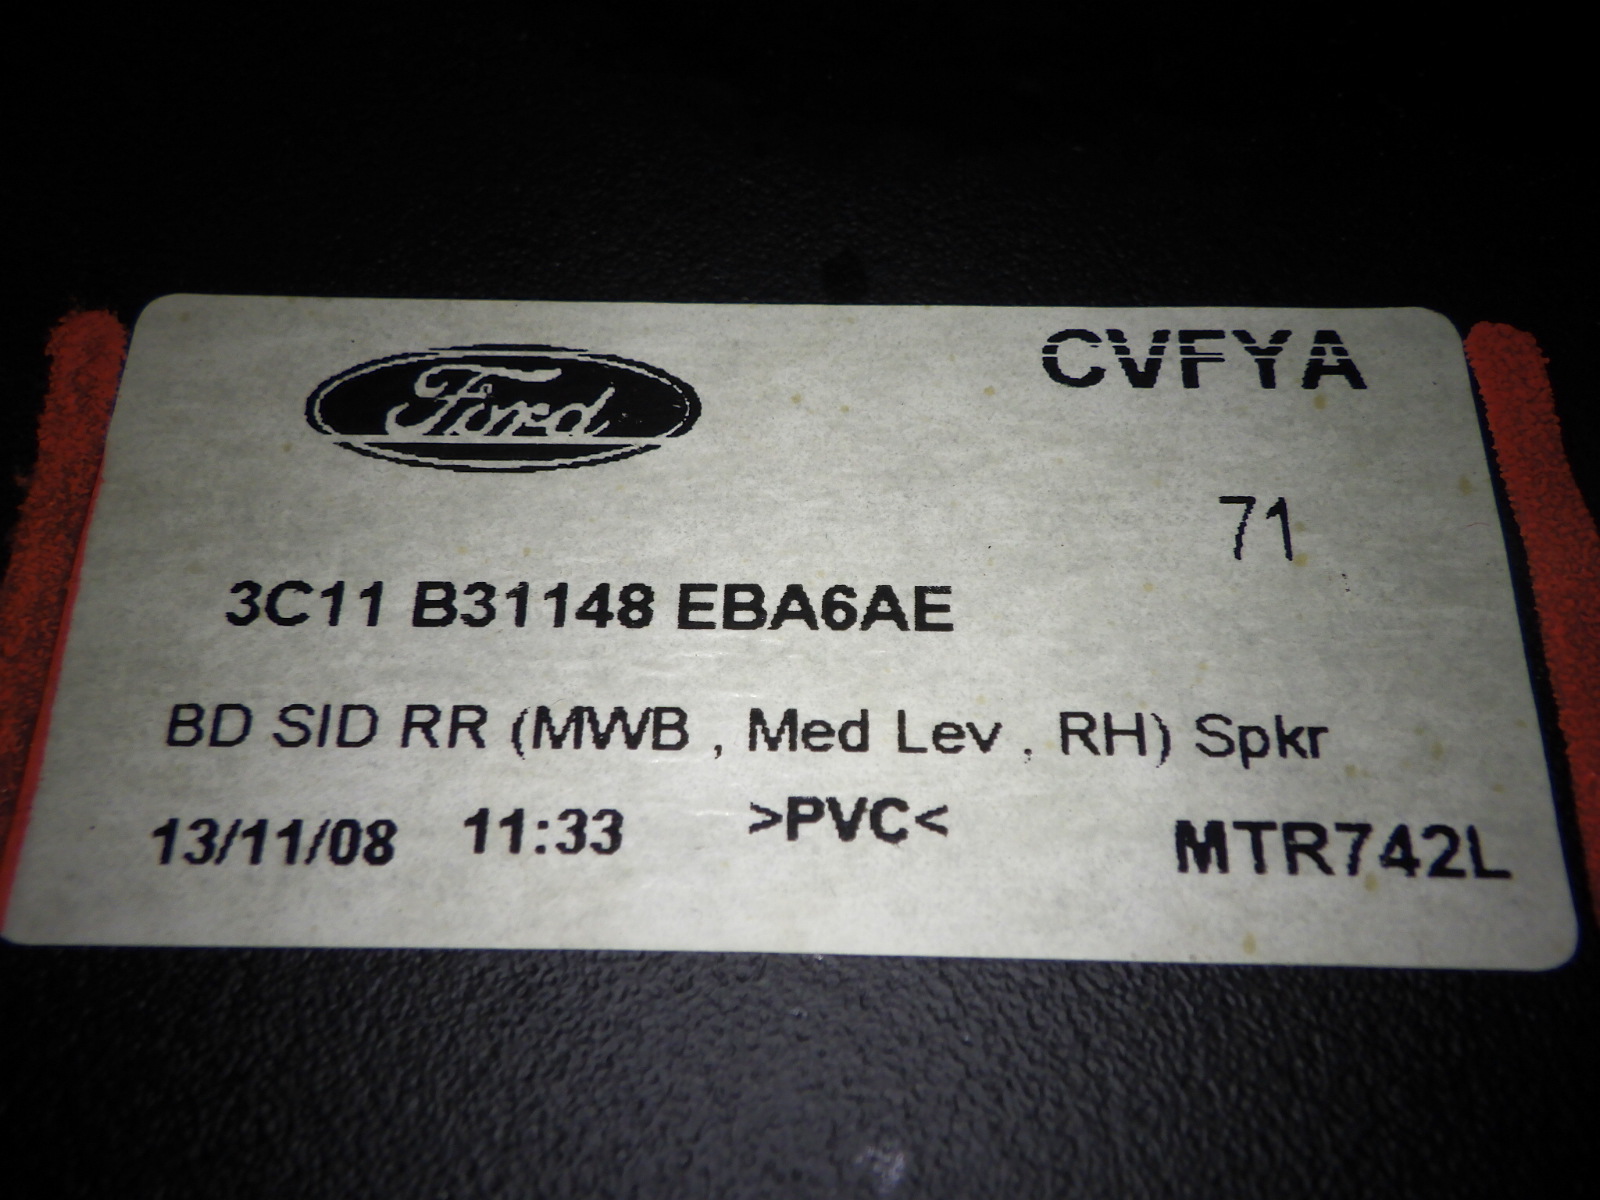 Ford
CVFYA
71
3C11 B31148 EBA6AE
BD SID RR (MWB , Med Lev , RH) Spkr
13/11/08 11:33 >PVC< MTR742L